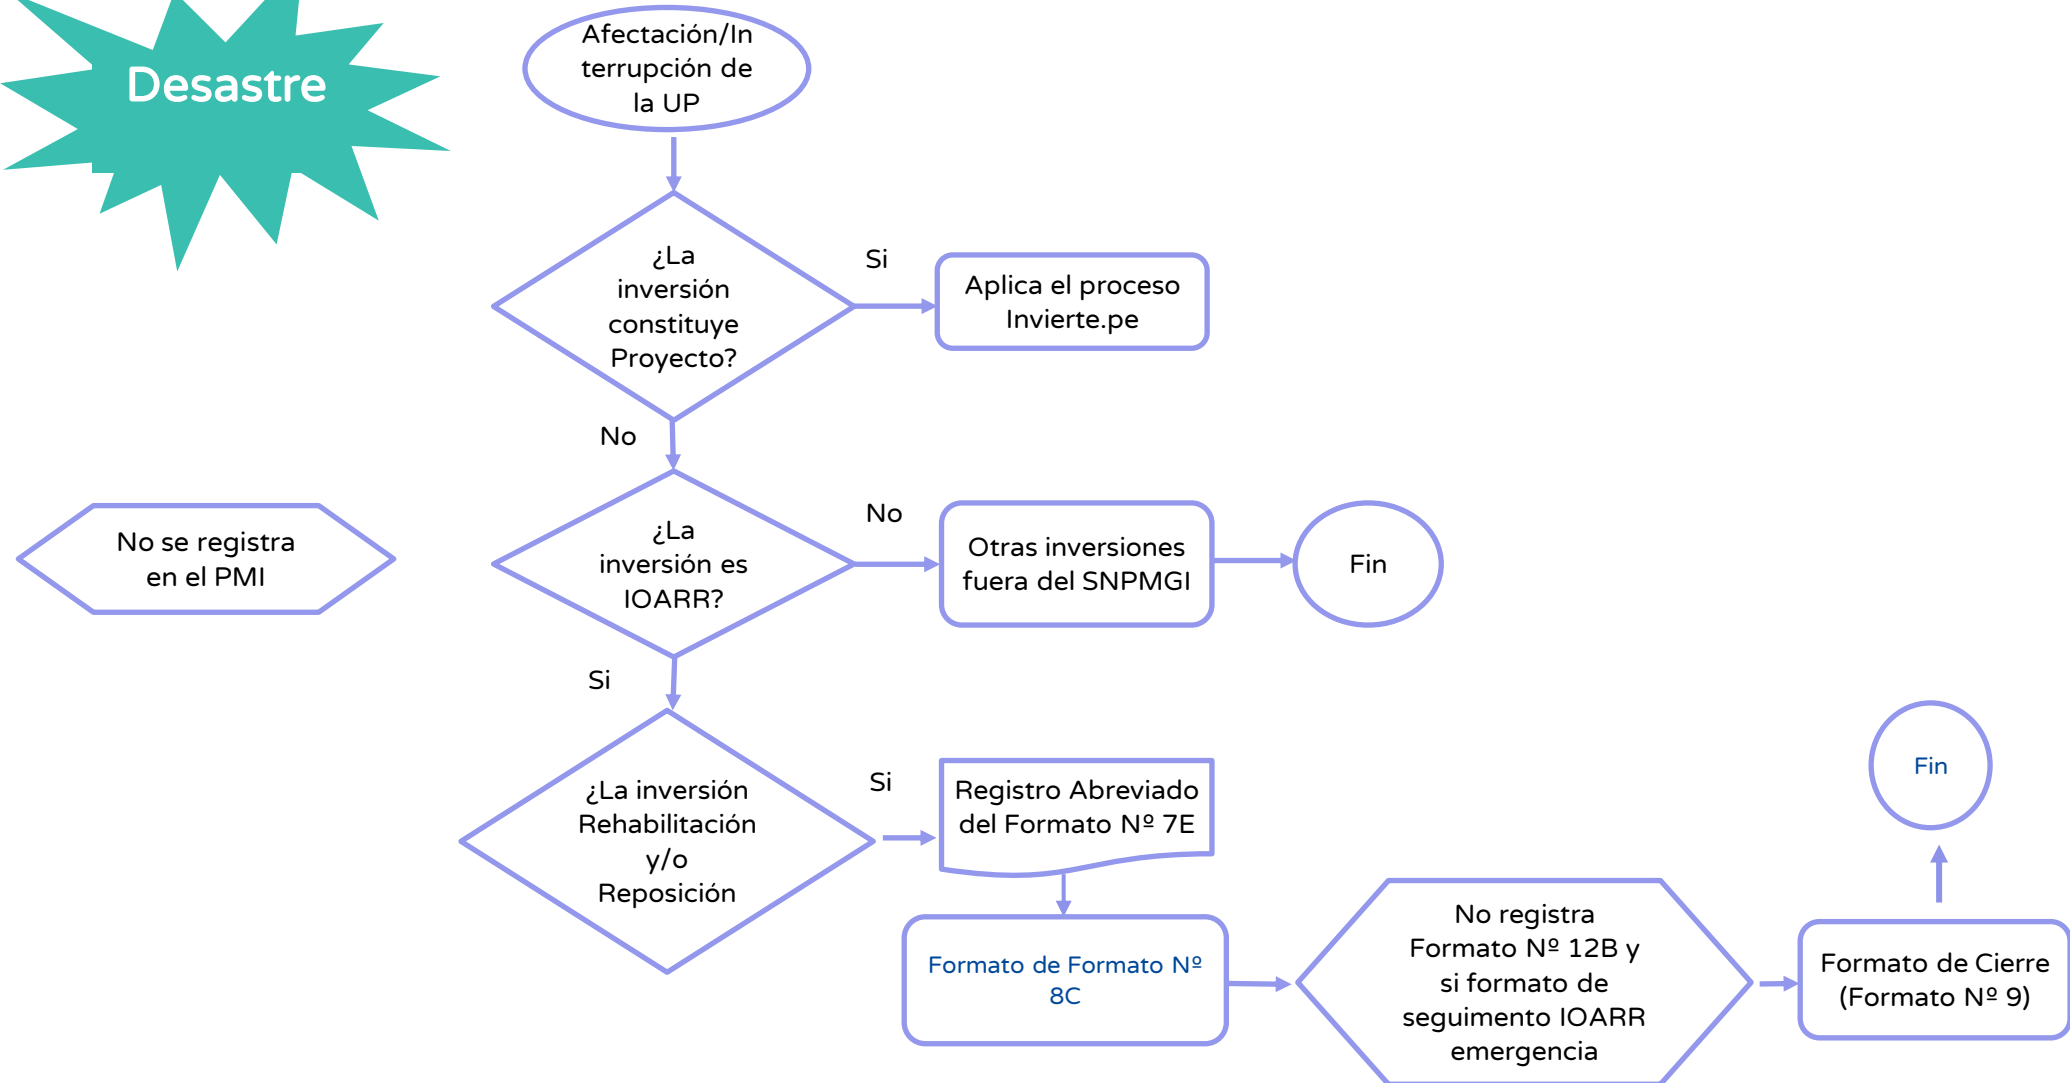 Desastre
Afectación/In
terrupción de
la UP
¿La
inversión
constituye
Proyecto?
Si
Aplica el proceso
Invierte.pe
No
No se registra
en el PMI
¿La
inversión es
IOARR?
No
Otras inversiones
fuera del SNPMGI
Fin
Si
¿La inversión
Rehabilitación
y/o
Reposición
Si
Registro Abreviado
del Formato Nº 7E
Formato de Formato Nº
8C
No registra
Formato Nº 12B y
si formato de
seguimento IOARR
emergencia
Formato de Cierre
(Formato Nº 9)
Fin